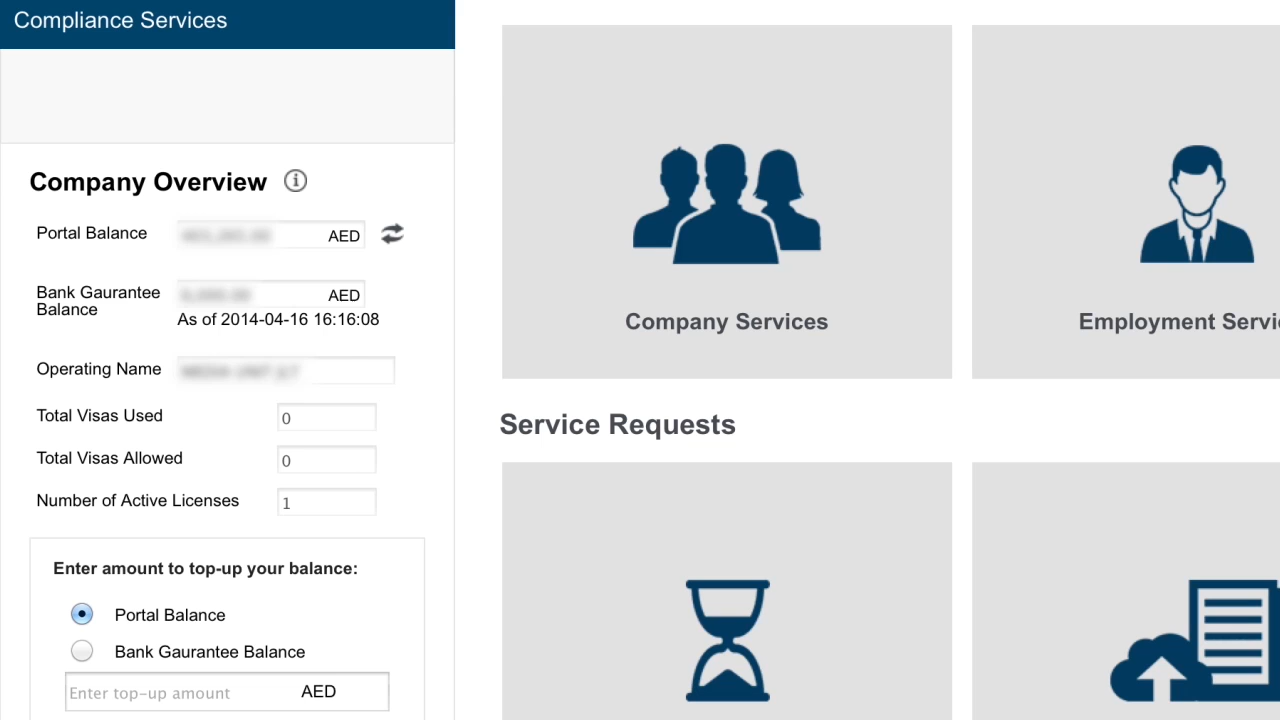 Compliance Services
Company Overview
Portal Balance
AED
Bank Gaurantee
Balance
AED
As of 2014-04-16 16:16:08
Operating Name
Total Visas Used
0
Total Visas Allowed
0
Number of Active Licenses
1
Enter amount to top-up your balance:
Portal Balance
Bank Gaurantee Balance
Enter top-up amount
AED
Company Services
Employment
Service Requests